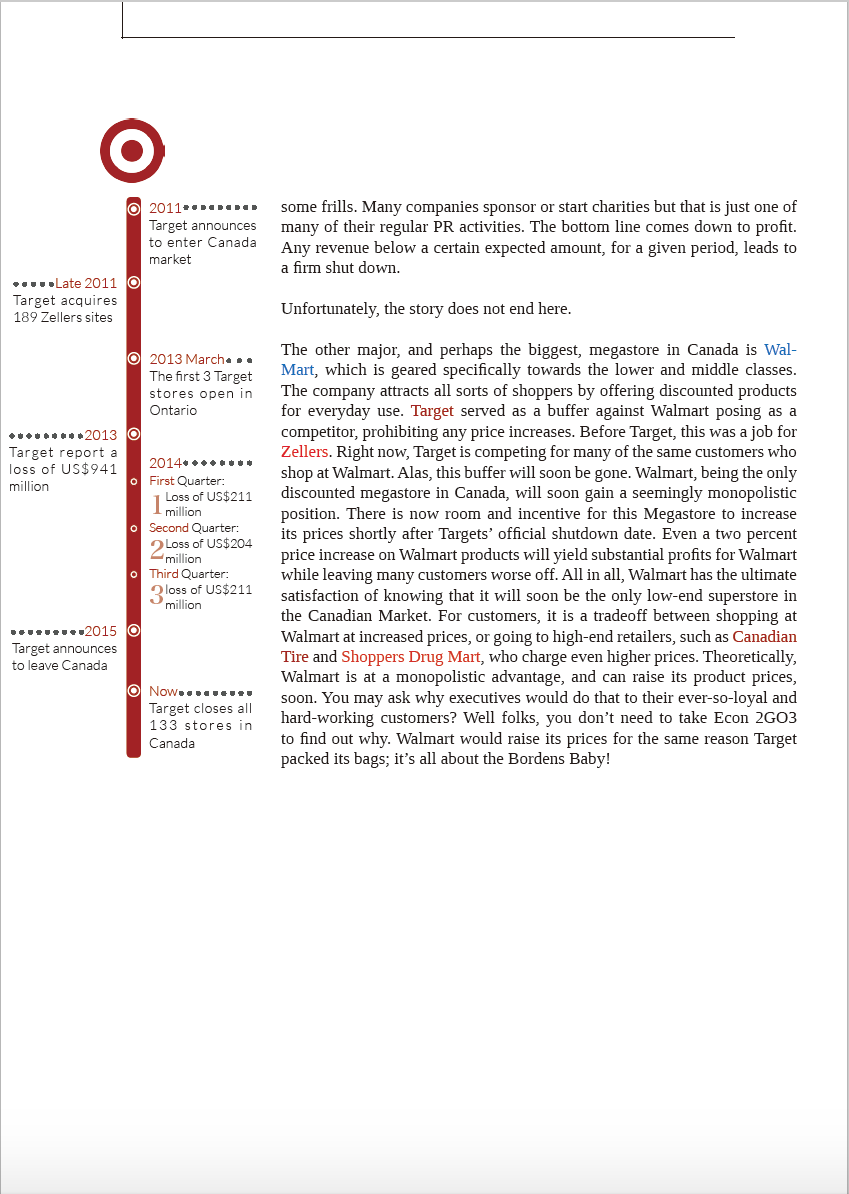 2011
Target announces
to enter Canada
market
Late 2011
Target acquires
189 Zellers sites
2013 March
The first 3 Target
stores open in
Ontario
2013
Target report a
loss of US$941
million
2014
First Quarter:
1 Loss of US$211
million
Second Quarter:
2 Loss of US$204
million
Third Quarter:
3 loss of US$211
million
2015
Target announces
to leave Canada
Now
Target closes all
133 stores in
Canada
some frills. Many companies sponsor or start charities but that is just one of
many of their regular PR activities. The bottom line comes down to profit.
Any revenue below a certain expected amount, for a given period, leads to
a firm shut down.
Unfortunately, the story does not end here.
The other major, and perhaps the biggest, megastore in Canada is Wal-
Mart, which is geared specifically towards the lower and middle classes.
The company attracts all sorts of shoppers by offering discounted products
for everyday use. Target served as a buffer against Walmart posing as a
competitor, prohibiting any price increases. Before Target, this was a job for
Zellers. Right now, Target is competing for many of the same customers who
shop at Walmart. Alas, this buffer will soon be gone. Walmart, being the only
discounted megastore in Canada, will soon gain a seemingly monopolistic
position. There is now room and incentive for this Megastore to increase
its prices shortly after Targets’ official shutdown date. Even a two percent
price increase on Walmart products will yield substantial profits for Walmart
while leaving many customers worse off. All in all, Walmart has the ultimate
satisfaction of knowing that it will soon be the only low-end superstore in
the Canadian Market. For customers, it is a tradeoff between shopping at
Walmart at increased prices, or going to high-end retailers, such as Canadian
Tire and Shoppers Drug Mart, who charge even higher prices. Theoretically,
Walmart is at a monopolistic advantage, and can raise its product prices,
soon. You may ask why executives would do that to their ever-so-loyal and
hard-working customers? Well folks, you don’t need to take Econ 2GO3
to find out why. Walmart would raise its prices for the same reason Target
packed its bags; it’s all about the Bordens Baby!